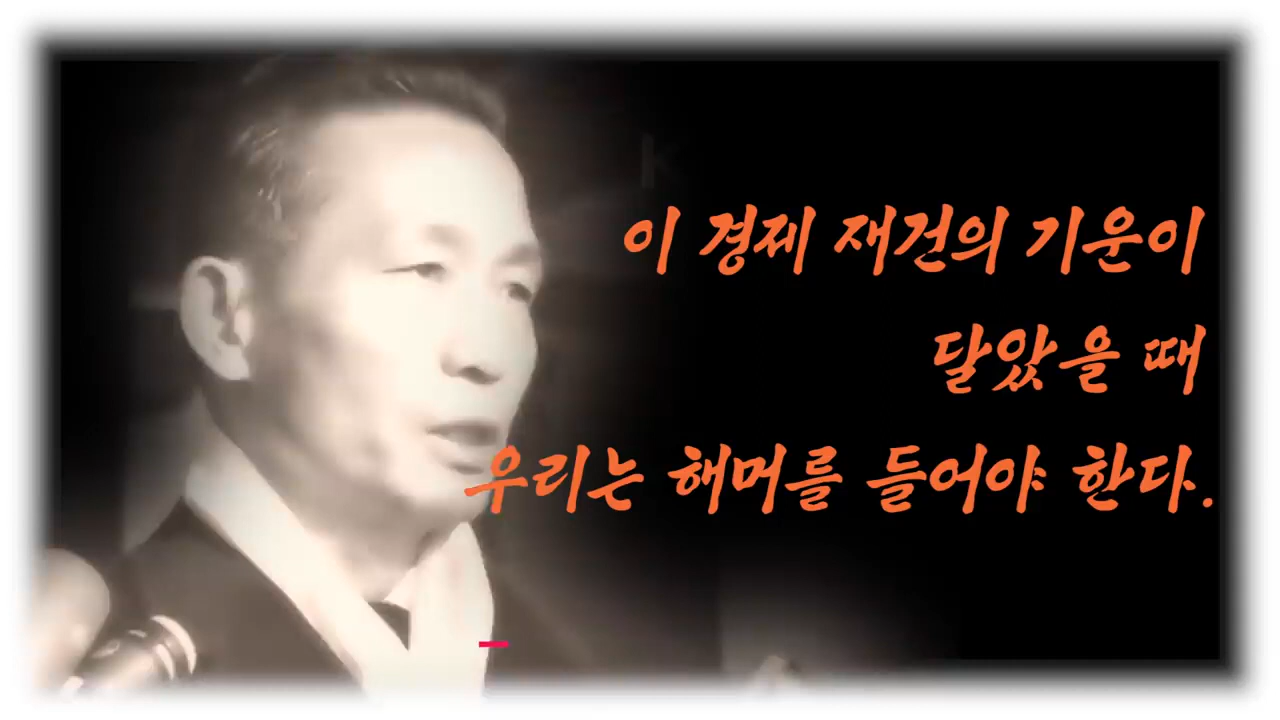 이 경제 재건의 기운이
달았을 때
우리는 해머를 들어야 한다.